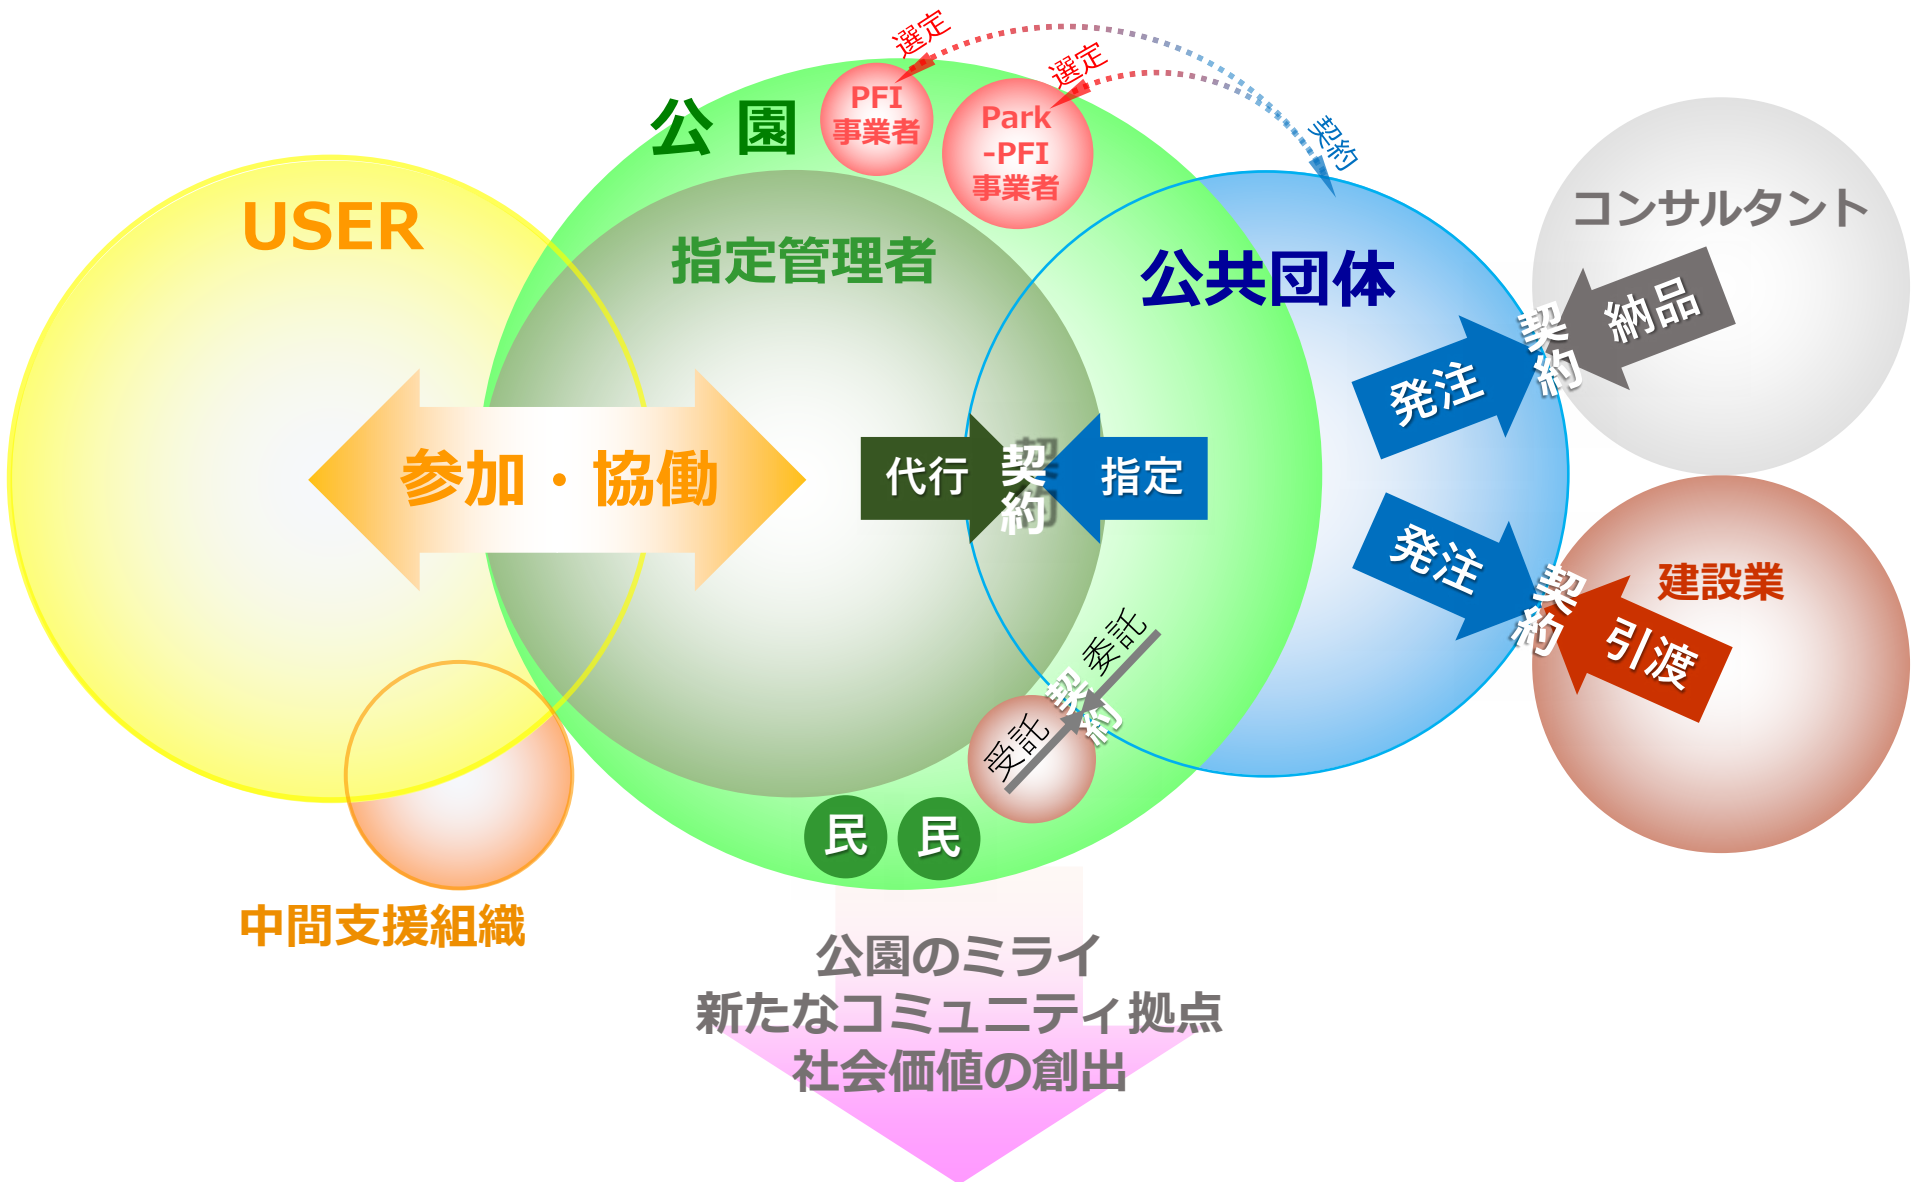 選定
選定
契約
公 園
PFI
事業者
Park
-PFI
事業者
USER
指定管理者
公共団体
コンサルタント
納品
契約
発注
参加・協働
代行
契約
指定
発注
契約
建設業
引渡
委託
契約
受託
民
民
中間支援組織
公園のミライ
新たなコミュニティ拠点
社会価値の創出